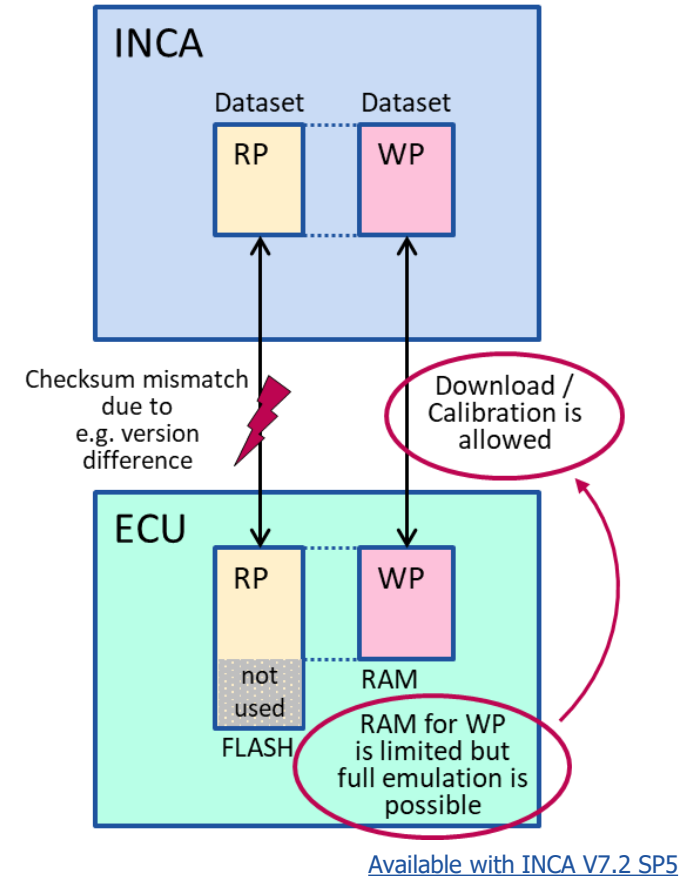 INCA
Dataset
Dataset
RP
WP
Checksum mismatch
due to
e.g. version
difference
Download /
Calibration is
allowed
ECU
RP
WP
not
used
RAM
FLASH
RAM for WP
is limited but
full emulation is
possible
Available with INCA V7.2 SP5